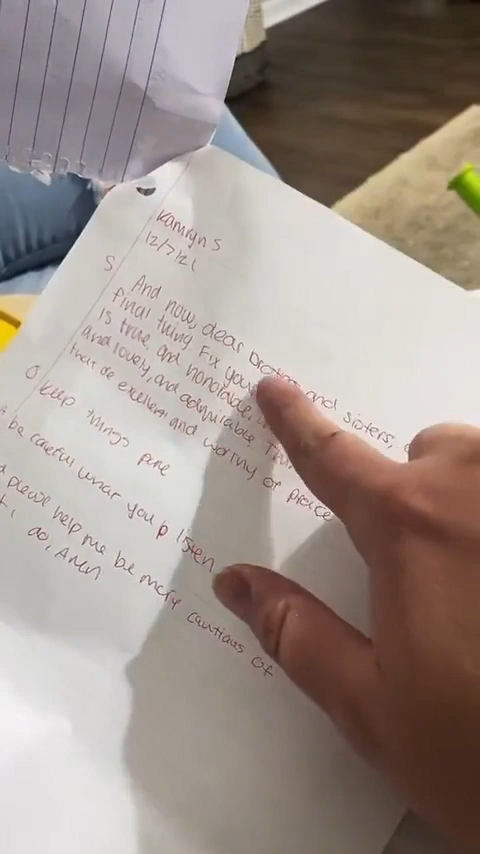 Kamryn S
12/7/21
S And now, dear and sisters,
final thing. Fix your
is true, and honorable,
and lovely, and admirable. Thin
that are excellent and worthy of praice
O keep things pure
be careful what you p listen
please help me be more cautious of
I do, Amen